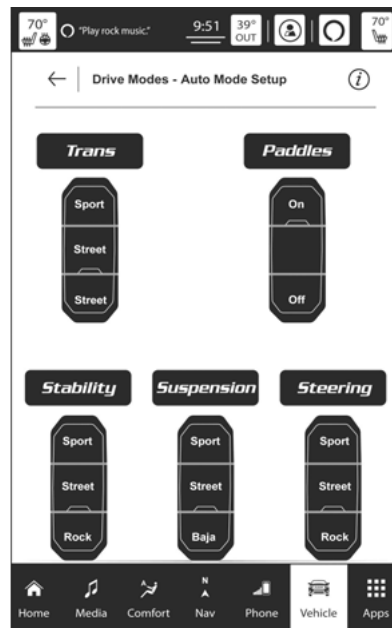 70°
"Play rock music."
9:51
39°
OUT
70°
Drive Modes - Auto Mode Setup
i
Trans
Paddles
Sport
On
Street
Street
Off
Stability
Suspension
Steering
Sport
Sport
Sport
Street
Street
Street
Rock
Baja
Rock
N
Home
Media
Comfort
Nav
Phone
Vehicle
Apps